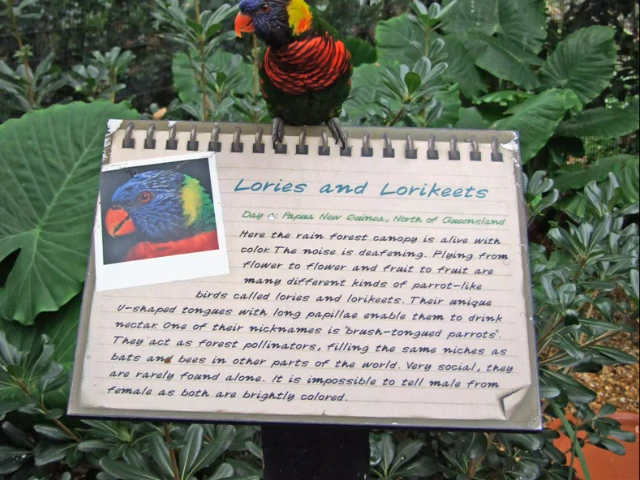 Lories and Lorikeets
Day : Papua New Guinea, North of Queensland
Here the rain forest canopy is alive with
color. The noise is deafening. Flying from
flower to flower and fruit to fruit are
many different kinds of parrot-like
birds called lories and lorikeets. Their unique
U-shaped tongues with long papillae enable them to drink
nectar. One of their nicknames is 'brush-tongued parrots'.
They act as forest pollinators, filling the same niches as
bats and bees in other parts of the world. Very social, they
are rarely found alone. It is impossible to tell male from
female as both are brightly colored.